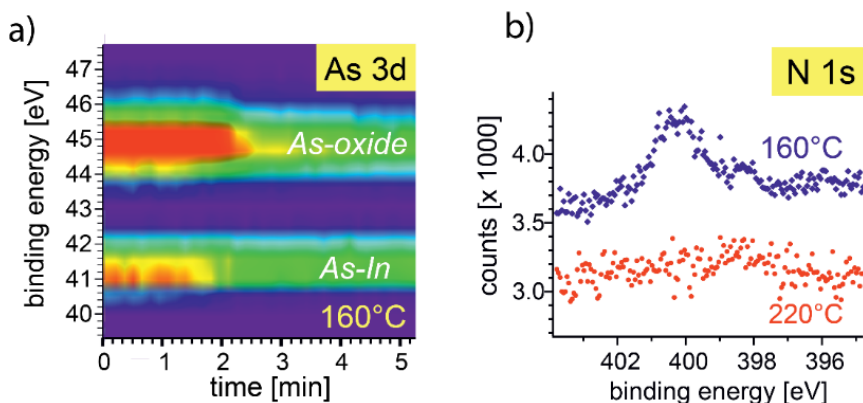 a)
As 3d
binding energy [eV]
47
46
45
44
43
42
41
40
As-oxide
As-In
160°C
0
1
2
3
4
5
time [min]
b)
N 1s
counts [x 1000]
4.0
3.5
3.0
160°C
220°C
402
400
398
396
binding energy [eV]